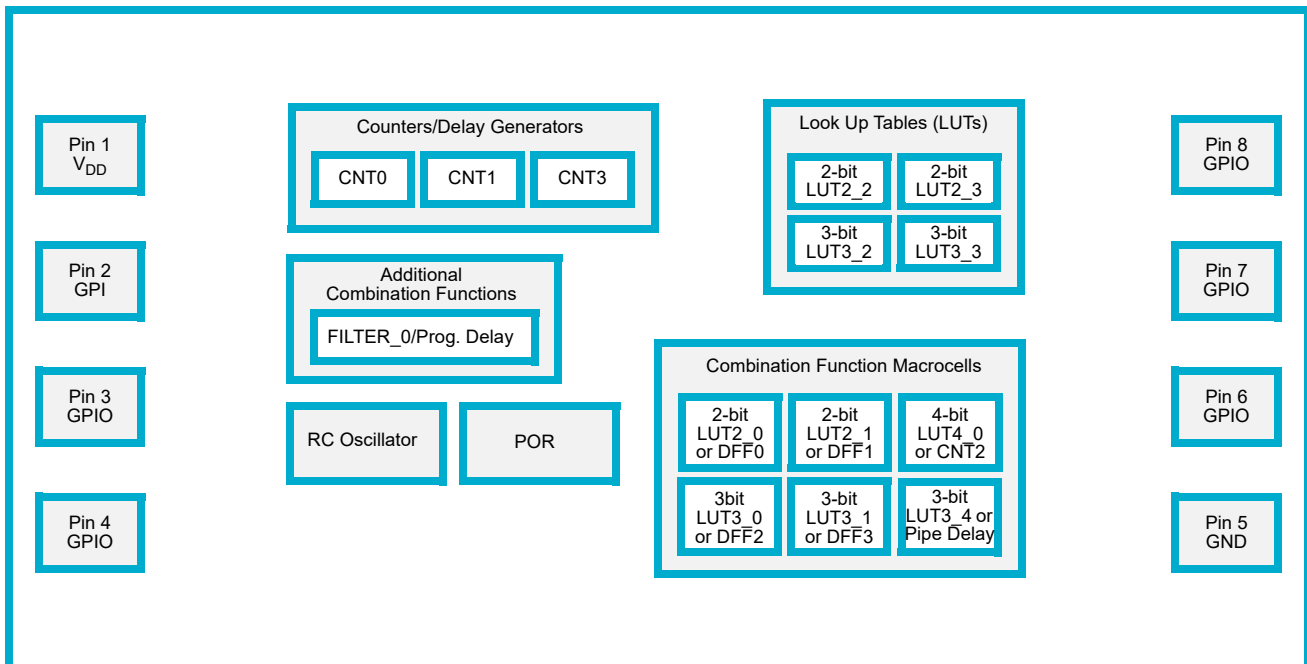 Pin 1
VDD
Pin 2
GPI
Pin 3
GPIO
Pin 4
GPIO
Counters/Delay Generators
CNT0
CNT1
CNT3
Additional
Combination Functions
FILTER_0/Prog. Delay
RC Oscillator
POR
Look Up Tables (LUTs)
2-bit
LUT2_2
2-bit
LUT2_3
3-bit
LUT3_2
3-bit
LUT3_3
Combination Function Macrocells
2-bit
LUT2_0
or DFF0
2-bit
LUT2_1
or DFF1
4-bit
LUT4_0
or CNT2
3bit
LUT3_0
or DFF2
3-bit
LUT3_1
or DFF3
3-bit
LUT3_4 or
Pipe Delay
Pin 8
GPIO
Pin 7
GPIO
Pin 6
GPIO
Pin 5
GND